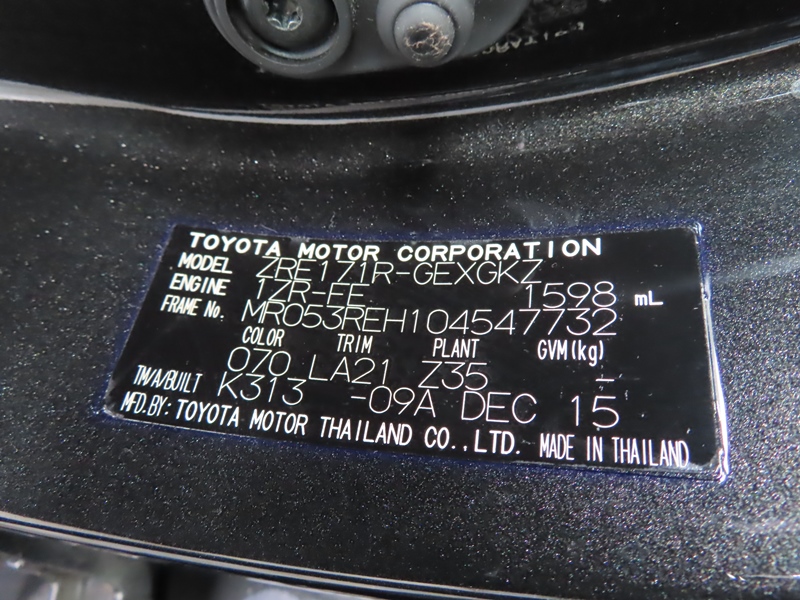 TOYOTA MOTOR CORPORATION
MODEL ZRE171R-GEXGKZ
ENGINE 1ZR-FE 1598 mL
FRAME No. MR053REH104547732
COLOR TRIM PLANT GVM(kg)
070 LA21 Z35 -
TM/A/BUILT K313 -09A DEC 15
MFD.BY: TOYOTA MOTOR THAILAND CO.,LTD. MADE IN THAILAND